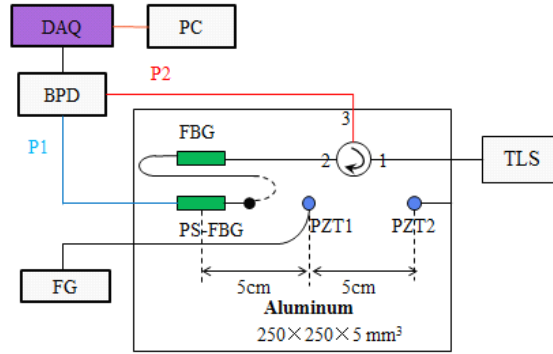 DAQ
PC
P2
BPD
3
FBG
P1
2
1
TLS
PS-FBG
PZT1
PZT2
FG
5cm
5cm
Aluminum
250×250×5 mm³